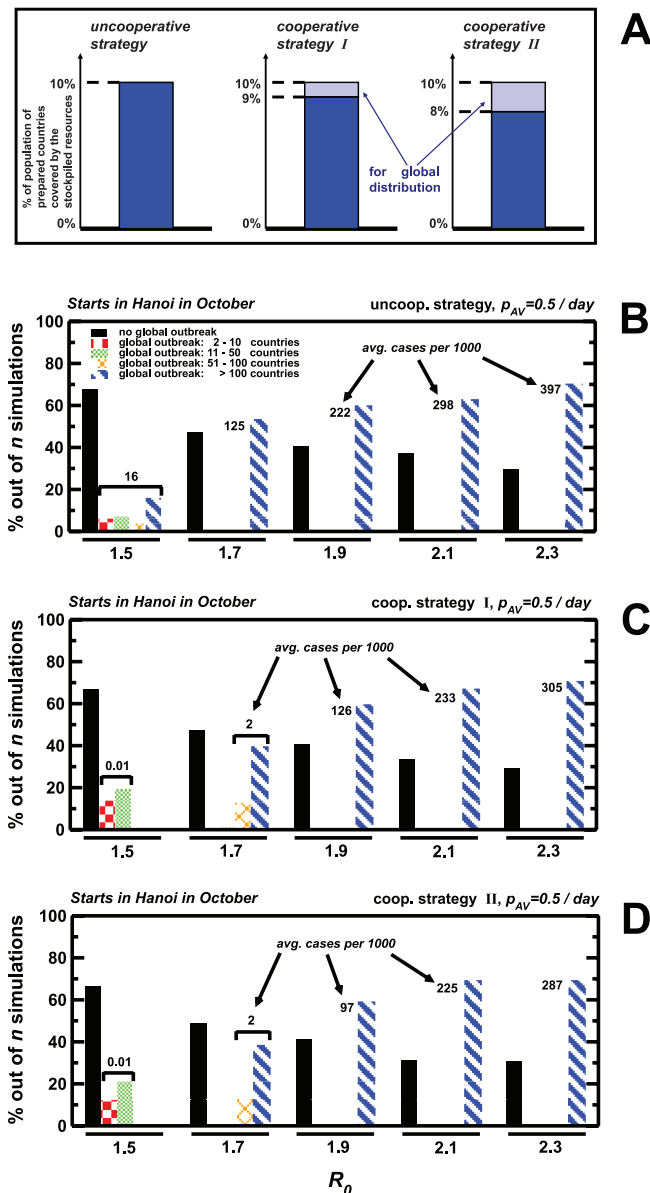 A
uncooperative
strategy
cooperative
strategy I
cooperative
strategy II
% of population of
prepared countries
covered by the
stockpiled resources
10%
0%
10%
9%
0%
10%
8%
0%
for global
distribution
B
Starts in Hanoi in October
uncoop. strategy, pAV=0.5 / day
% out of n simulations
100
80
60
40
20
0
no global outbreak
global outbreak: 2 - 10 countries
global outbreak: 11 - 50 countries
global outbreak: 51 - 100 countries
global outbreak: > 100 countries
avg. cases per 1000
16
125
222
298
397
1.5
1.7
1.9
2.1
2.3
C
Starts in Hanoi in October
coop. strategy I, pAV=0.5 / day
% out of n simulations
100
80
60
40
20
0
avg. cases per 1000
0.01
2
126
233
305
1.5
1.7
1.9
2.1
2.3
D
Starts in Hanoi in October
coop. strategy II, pAV=0.5 / day
% out of n simulations
100
80
60
40
20
0
avg. cases per 1000
0.01
2
97
225
287
1.5
1.7
1.9
2.1
2.3
R0